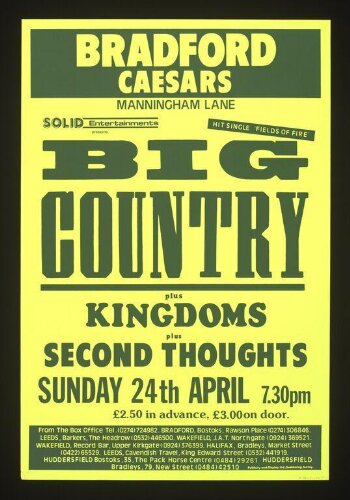 BRADFORD
CAESARS
MANNINGHAM LANE
SOLID Entertainments
presents
HIT SINGLE 'FIELDS OF FIRE'
BIG
COUNTRY
plus
KINGDOMS
plus
SECOND THOUGHTS
SUNDAY 24th APRIL 7.30pm
£2.50 in advance, £3.00 on door.
From The Box Office Tel. (0274) 724982. BRADFORD, Bostoks, Rawson Place (0274) 306846.
LEEDS, Barkers, The Headrow (0532) 446500. WAKEFIELD, J.A.T. Northgate (0924) 369521.
WAKEFIELD, Record Bar, Upper Kirkgate (0924) 376399. HALIFAX, Bradleys, Market Street
(0422) 65529. LEEDS, Cavendish Travel, King Edward Street (0532) 441919.
HUDDERSFIELD Bostoks, 35, The Pack Horse Centre (0484) 29261 HUDDERSFIELD
Bradleys, 79, New Street (0484) 42510